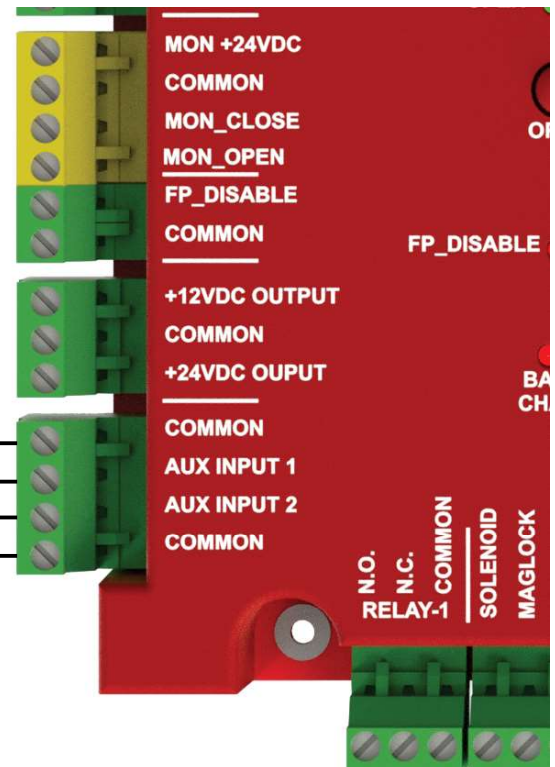 MON +24VDC
COMMON
MON_CLOSE
MON_OPEN
FP_DISABLE
COMMON
FP_DISABLE
+12VDC OUTPUT
COMMON
+24VDC OUPUT
COMMON
AUX INPUT 1
AUX INPUT 2
COMMON
N.O.
N.C.
COMMON
RELAY-1
SOLENOID
MAGLOCK